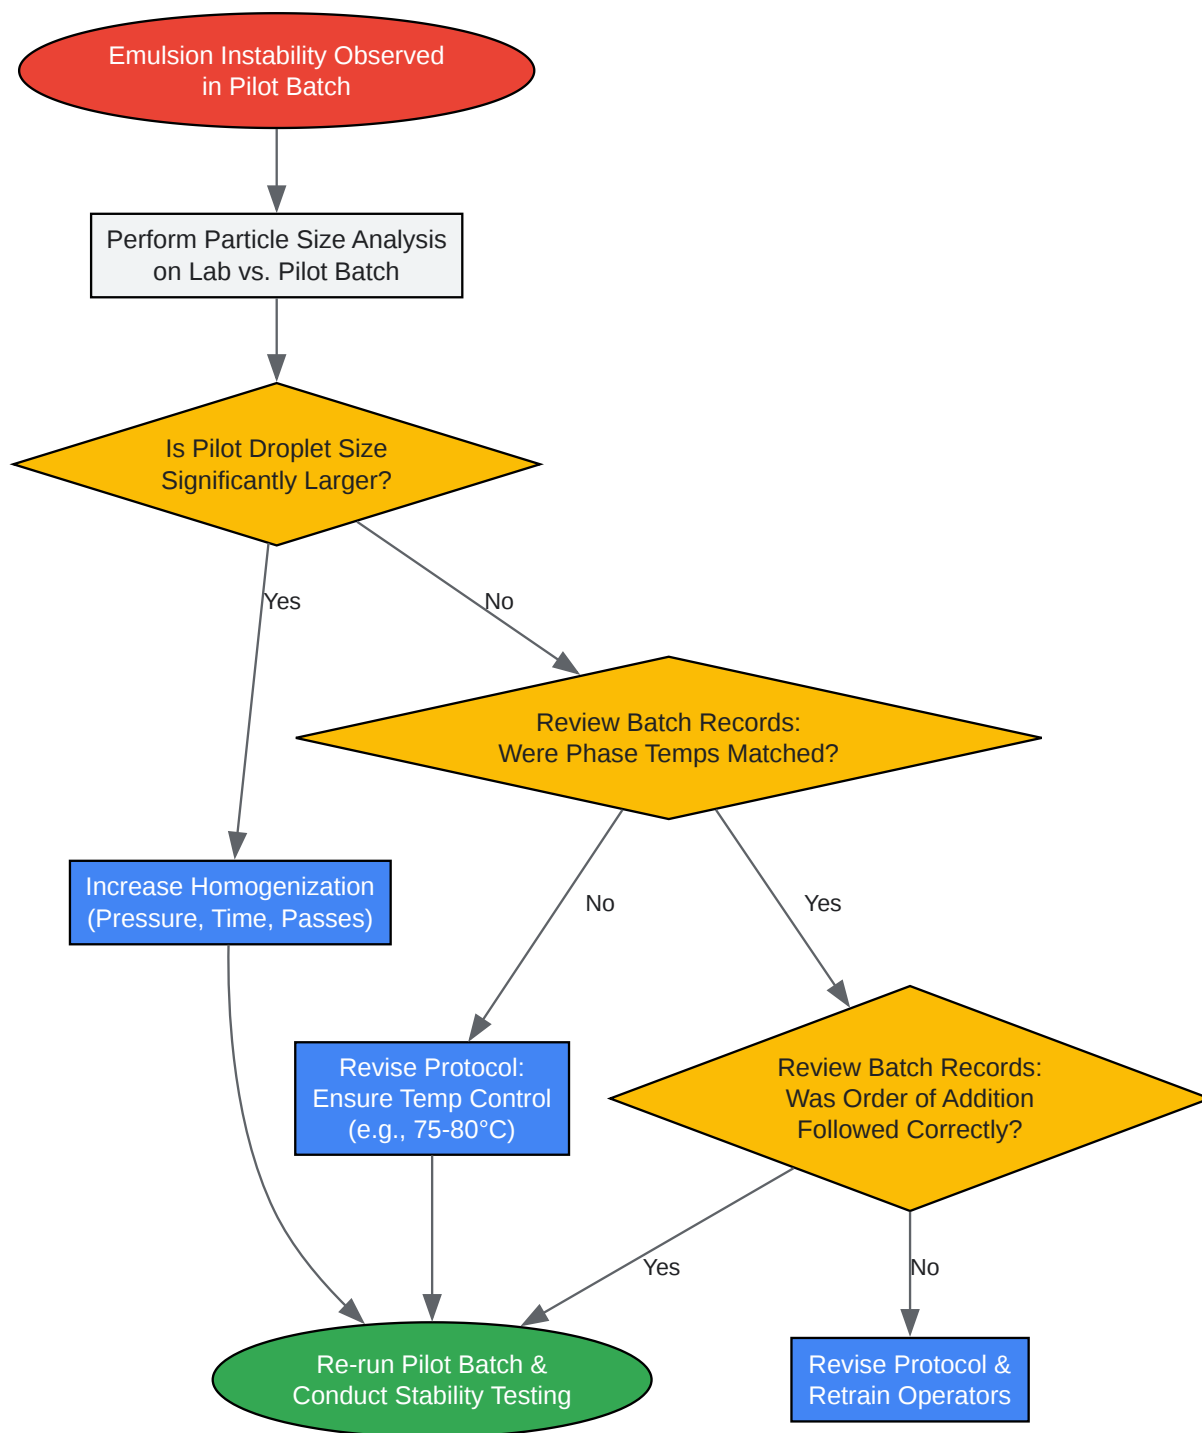 Emulsion Instability Observed
in Pilot Batch
Perform Particle Size Analysis
on Lab vs. Pilot Batch
Is Pilot Droplet Size
Significantly Larger?
Yes
No
Review Batch Records:
Were Phase Temps Matched?
Increase Homogenization
(Pressure, Time, Passes)
No
Yes
Revise Protocol:
Ensure Temp Control
(e.g., 75-80°C)
Review Batch Records:
Was Order of Addition
Followed Correctly?
Yes
No
Re-run Pilot Batch &
Conduct Stability Testing
Revise Protocol &
Retrain Operators